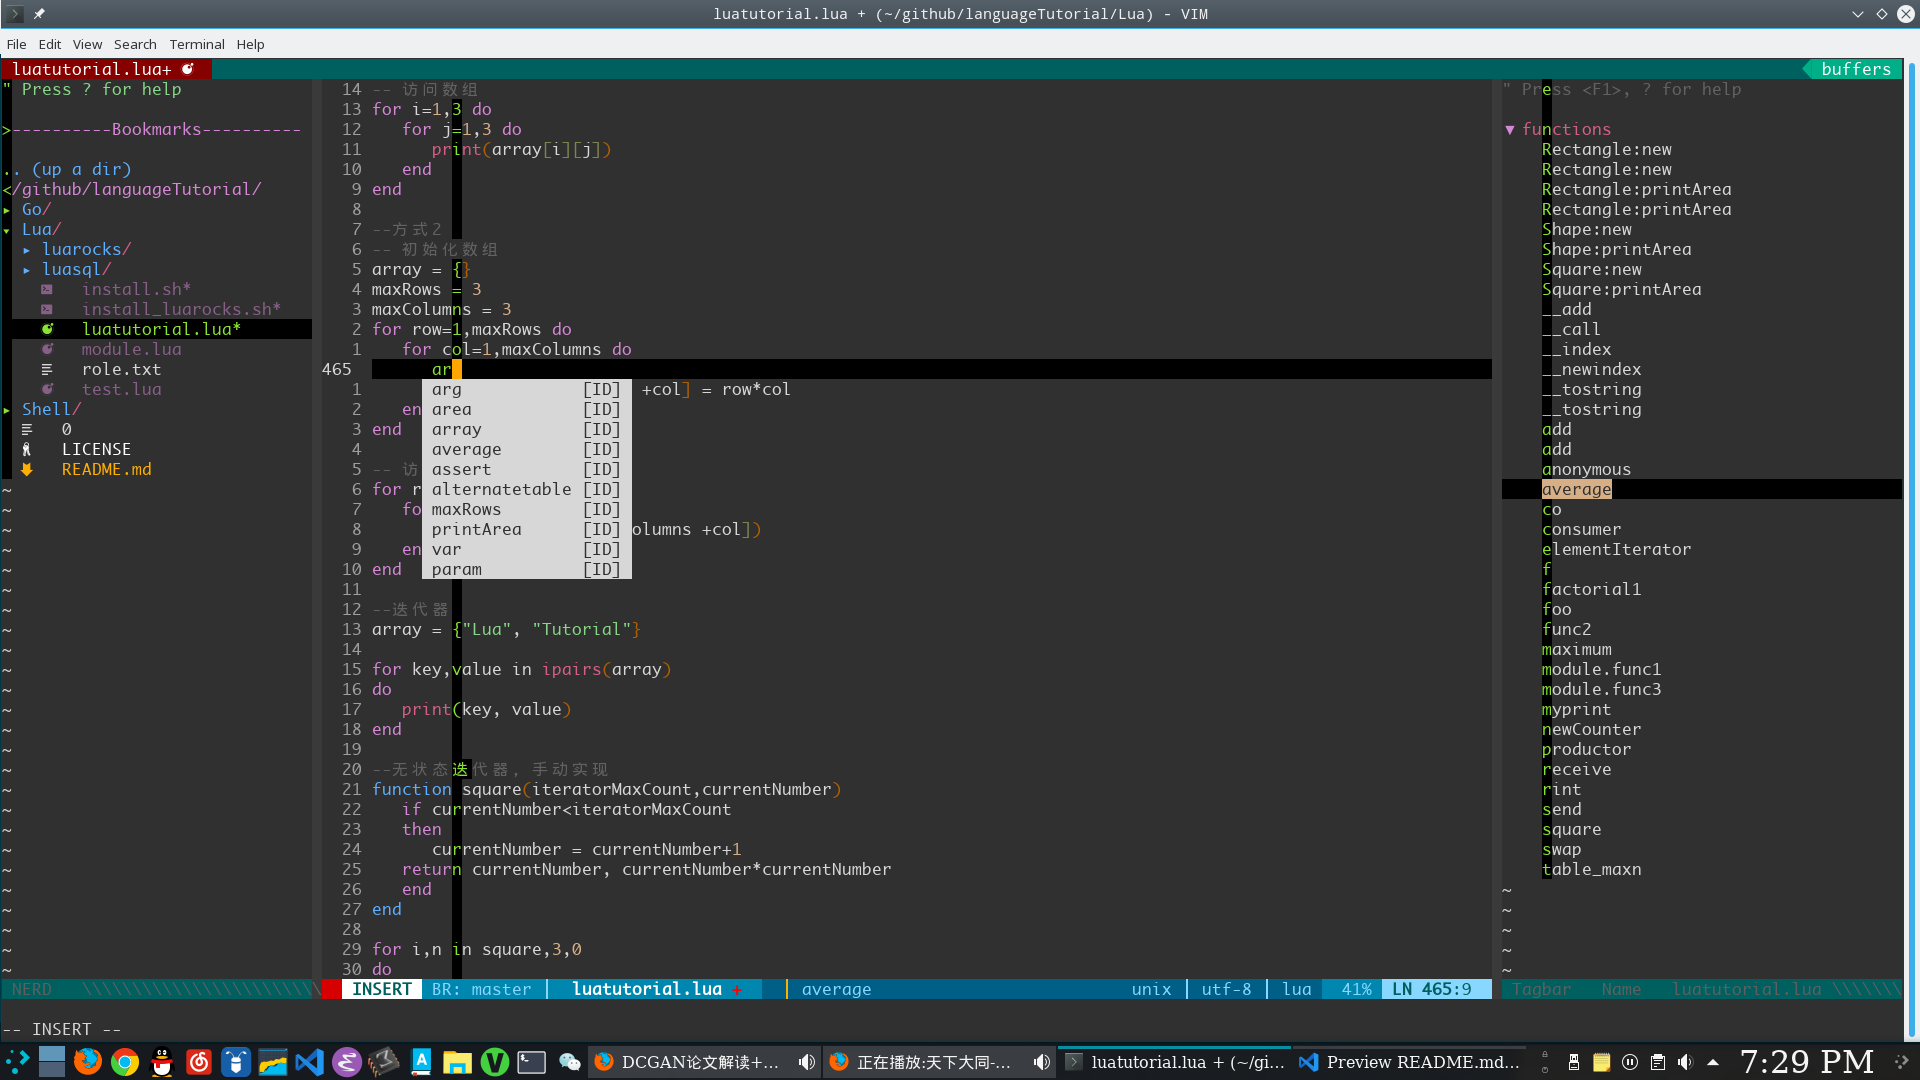 luatutorial.lua + (~/github/languageTutorial/Lua) - VIM
File Edit View Search Terminal Help
luatutorial.lua+
buffers
" Press ? for help
>----------Bookmarks----------
.. (up a dir)
</github/languageTutorial/
▸ Go/
▾ Lua/
▸ luarocks/
▸ luasql/
install.sh*
install_luarocks.sh*
luatutorial.lua*
module.lua
role.txt
test.lua
▸ Shell/
0
LICENSE
README.md
14 -- 访问数组
13 for i=1,3 do
12 for j=1,3 do
11 print(array[i][j])
10 end
9 end
8
7 --方式2
6 -- 初始化数组
5 array = {}
4 maxRows = 3
3 maxColumns = 3
2 for row=1,maxRows do
1 for col=1,maxColumns do
465 ar
1 +col] = row*col
2 en
3 end
4
5 -- 访
6 for r
7 fo
8 olumns +col])
9 en
10 end
11
12 --迭代器
13 array = {"Lua", "Tutorial"}
14
15 for key,value in ipairs(array)
16 do
17 print(key, value)
18 end
19
20 --无状态迭代器, 手动实现
21 function square(iteratorMaxCount,currentNumber)
22 if currentNumber<iteratorMaxCount
23 then
24 currentNumber = currentNumber+1
25 return currentNumber, currentNumber*currentNumber
26 end
27 end
28
29 for i,n in square,3,0
30 do
arg [ID]
area [ID]
array [ID]
average [ID]
assert [ID]
alternatetable [ID]
maxRows [ID]
printArea [ID]
var [ID]
param [ID]
" Press <F1>, ? for help
▼ functions
Rectangle:new
Rectangle:new
Rectangle:printArea
Rectangle:printArea
Shape:new
Shape:printArea
Square:new
Square:printArea
__add
__call
__index
__newindex
__tostring
__tostring
add
add
anonymous
average
co
consumer
elementIterator
f
factorial1
foo
func2
maximum
module.func1
module.func3
myprint
newCounter
productor
receive
rint
send
square
swap
table_maxn
NERD
INSERT BR: master | luatutorial.lua + | average unix | utf-8 | lua 41% LN 465:9
Tagbar Name luatutorial.lua
-- INSERT --
DCGAN论文解读+...
正在播放:天下大同-...
luatutorial.lua + (~/gi...
Preview README.md...
7:29 PM